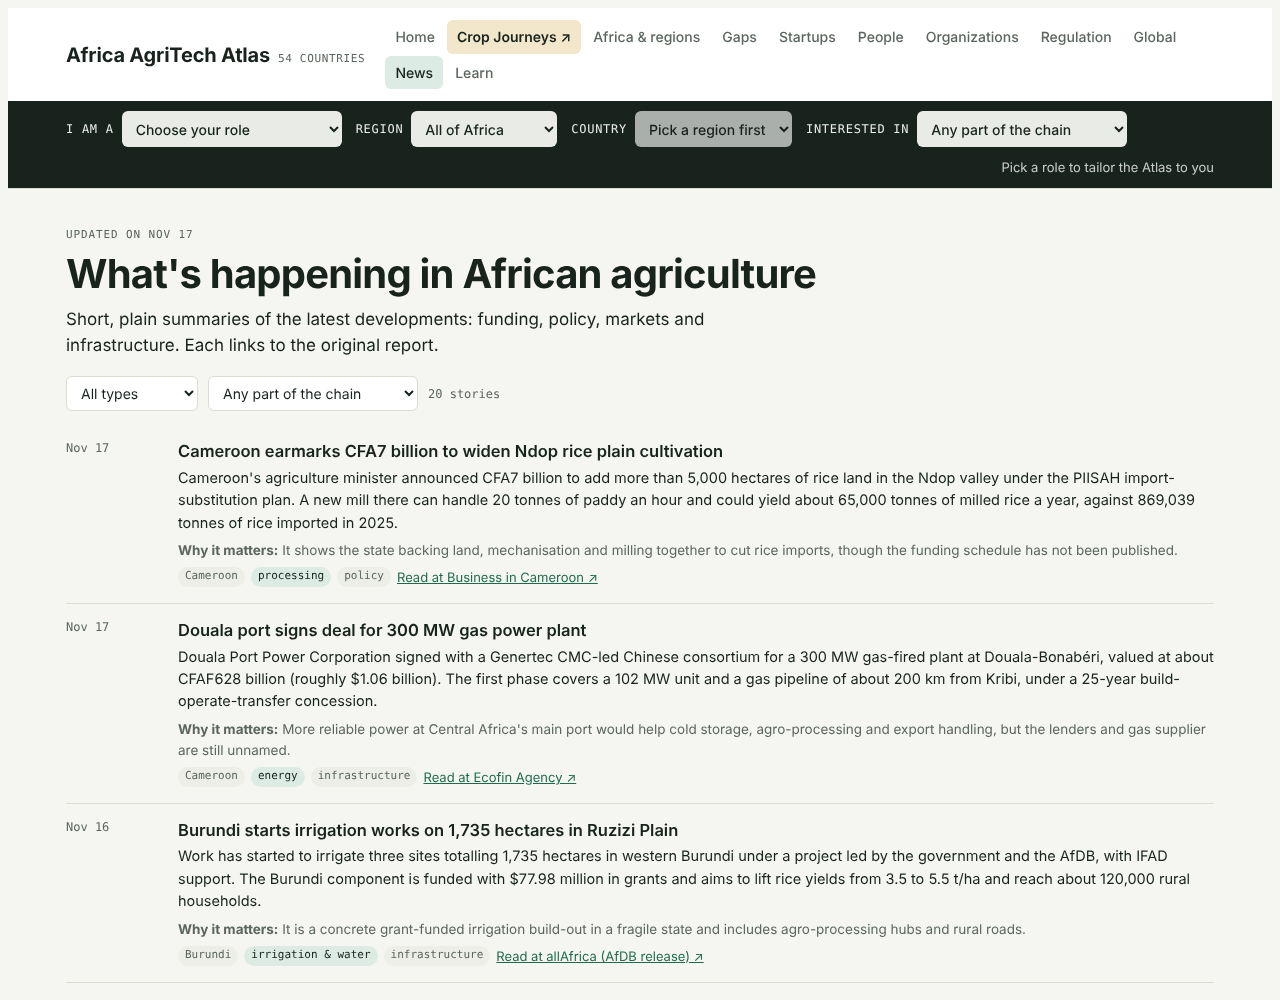 Africa AgriTech Atlas 54 COUNTRIES
Home Crop Journeys ↗ Africa & regions Gaps Startups People Organizations Regulation Global
News Learn
I AM A Choose your role REGION All of Africa COUNTRY Pick a region first INTERESTED IN Any part of the chain
Pick a role to tailor the Atlas to you
UPDATED ON NOV 17
What's happening in African agriculture
Short, plain summaries of the latest developments: funding, policy, markets and
infrastructure. Each links to the original report.
All types Any part of the chain 20 stories
Nov 17
Cameroon earmarks CFA7 billion to widen Ndop rice plain cultivation
Cameroon's agriculture minister announced CFA7 billion to add more than 5,000 hectares of rice land in the Ndop valley under the PIISAH import-
substitution plan. A new mill there can handle 20 tonnes of paddy an hour and could yield about 65,000 tonnes of milled rice a year, against 869,039
tonnes of rice imported in 2025.
Why it matters: It shows the state backing land, mechanisation and milling together to cut rice imports, though the funding schedule has not been published.
Cameroon processing policy Read at Business in Cameroon ↗
Nov 17
Douala port signs deal for 300 MW gas power plant
Douala Port Power Corporation signed with a Genertec CMC-led Chinese consortium for a 300 MW gas-fired plant at Douala-Bonabéri, valued at about
CFAF628 billion (roughly $1.06 billion). The first phase covers a 102 MW unit and a gas pipeline of about 200 km from Kribi, under a 25-year build-
operate-transfer concession.
Why it matters: More reliable power at Central Africa's main port would help cold storage, agro-processing and export handling, but the lenders and gas supplier
are still unnamed.
Cameroon energy infrastructure Read at Ecofin Agency ↗
Nov 16
Burundi starts irrigation works on 1,735 hectares in Ruzizi Plain
Work has started to irrigate three sites totalling 1,735 hectares in western Burundi under a project led by the government and the AfDB, with IFAD
support. The Burundi component is funded with $77.98 million in grants and aims to lift rice yields from 3.5 to 5.5 t/ha and reach about 120,000 rural
households.
Why it matters: It is a concrete grant-funded irrigation build-out in a fragile state and includes agro-processing hubs and rural roads.
Burundi irrigation & water infrastructure Read at allAfrica (AfDB release) ↗